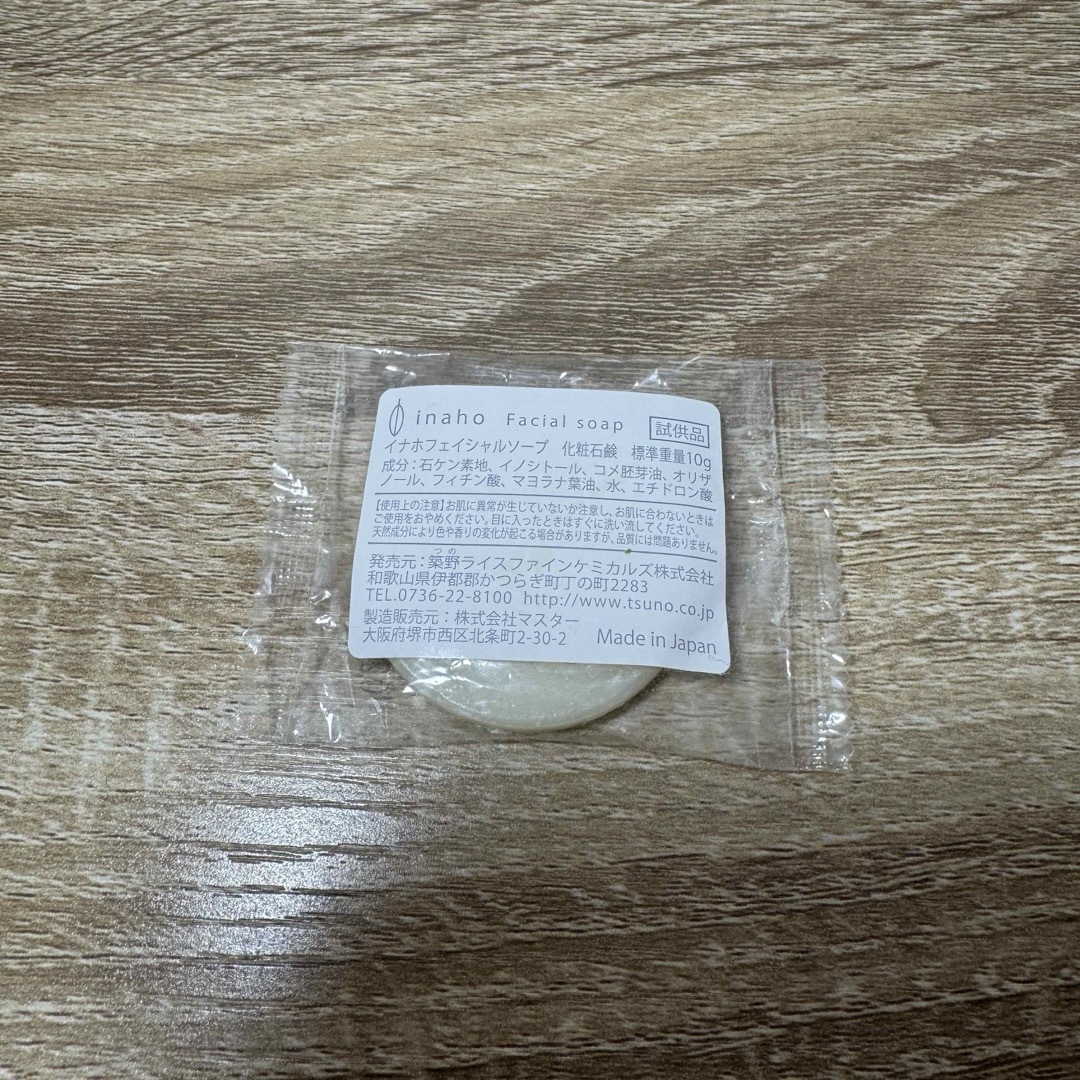 inaho Facial soap 試供品
イナホフェイシャルソープ 化粧石鹸 標準重量10g
成分:石ケン素地、イノシトール、コメ胚芽油、オリザ
ノール、フィチン酸、マヨラナ葉油、水、エチドロン酸
【使用上の注意】お肌に異常が生じていないか注意し、お肌に合わないときは
ご使用をおやめください。目に入ったときはすぐに洗い流してください。
天然成分により色や香りの変化が起こる場合がありますが、品質には問題ありません。
つの
発売元:築野ライスファインケミカルズ株式会社
和歌山県伊都郡かつらぎ町丁の町2283
TEL.0736-22-8100 http://www.tsuno.co.jp
製造販売元:株式会社マスター
大阪府堺市西区北条町2-30-2 Made in Japan